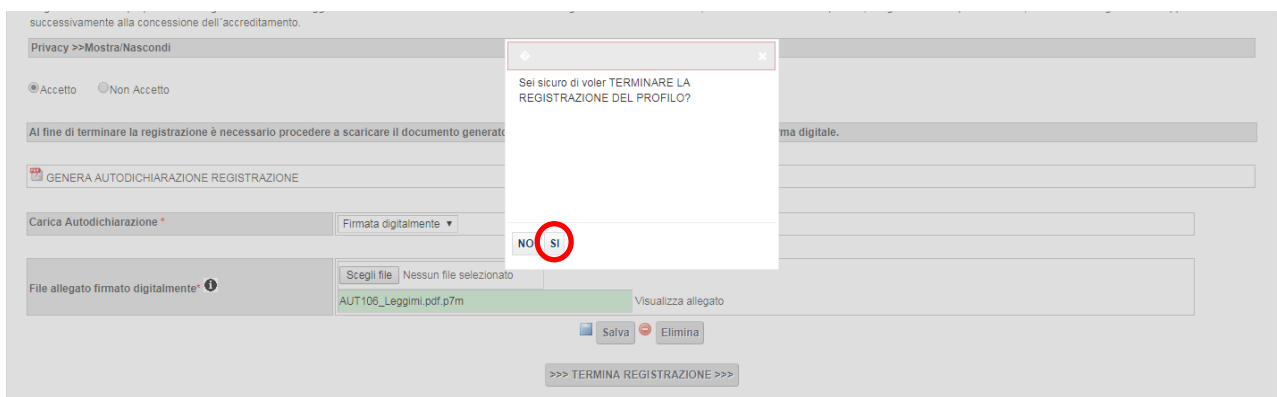 successivamente alla concessione dell'accreditamento.
Privacy >>Mostra/Nascondi
Sei sicuro di voler TERMINARE LA
REGISTRAZIONE DEL PROFILO?
Accetto Non Accetto
Al fine di terminare la registrazione è necessario procedere a scaricare il documento generato
digitale.
GENERA AUTODICHIARAZIONE REGISTRAZIONE
Carica Autodichiarazione * Firmata digitalmente
NO SI
Scegli file Nessun file selezionato
File allegato firmato digitalmente*
AUT106_Leggimi.pdf.p7m Visualizza allegato
Salva Elimina
>>> TERMINA REGISTRAZIONE >>>